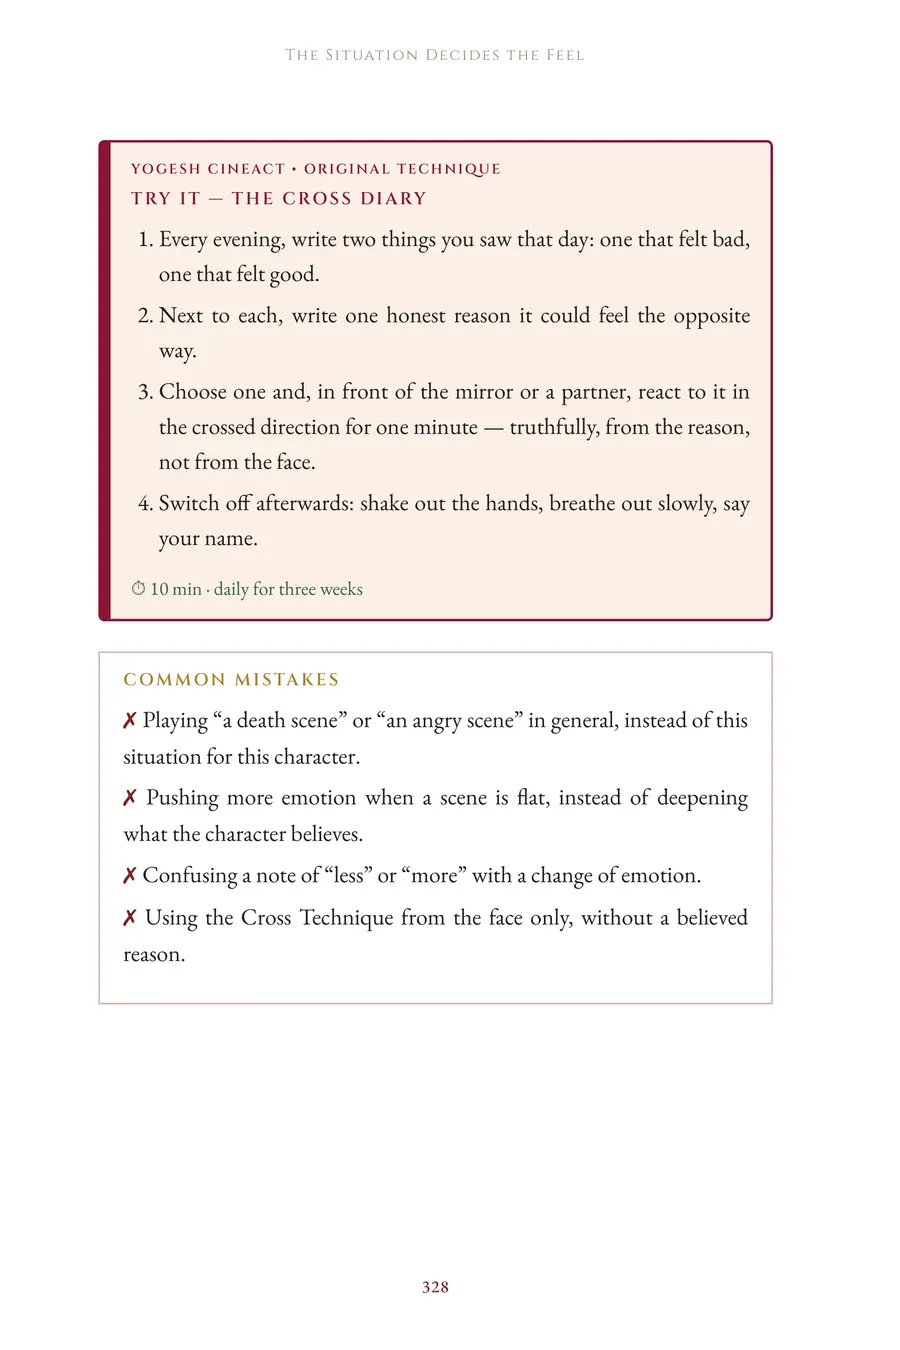 The Situation Decides the Feel
YOGESH CINEACT • ORIGINAL TECHNIQUE
TRY IT — THE CROSS DIARY
1. Every evening, write two things you saw that day: one that felt bad,
one that felt good.
2. Next to each, write one honest reason it could feel the opposite
way.
3. Choose one and, in front of the mirror or a partner, react to it in
the crossed direction for one minute — truthfully, from the reason,
not from the face.
4. Switch off afterwards: shake out the hands, breathe out slowly, say
your name.
⏱ 10 min · daily for three weeks
COMMON MISTAKES
✗ Playing “a death scene” or “an angry scene” in general, instead of this
situation for this character.
✗ Pushing more emotion when a scene is flat, instead of deepening
what the character believes.
✗ Confusing a note of “less” or “more” with a change of emotion.
✗ Using the Cross Technique from the face only, without a believed
reason.
328